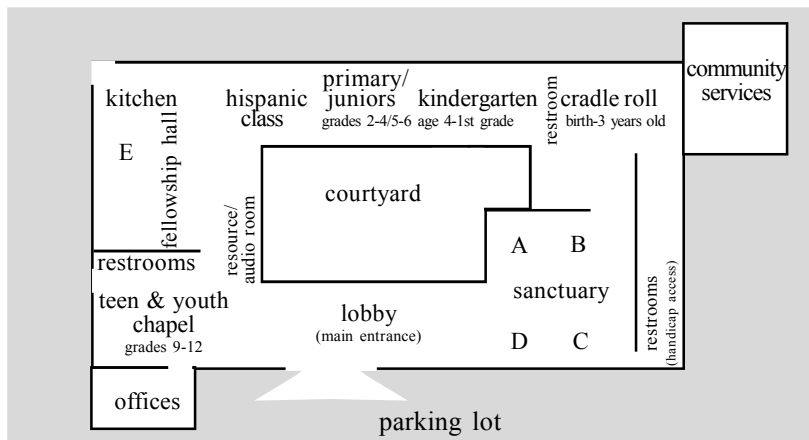 kitchen
E
fellowship hall
hispanic
class
primary/
juniors
grades 2-4/5-6
kindergarten
age 4-1st grade
restroom
cradle roll
birth-3 years old
community
services
courtyard
resource/
audio room
restrooms
teen & youth
chapel
grades 9-12
offices
lobby
(main entrance)
A B
sanctuary
D C
restrooms
(handicap access)
parking lot